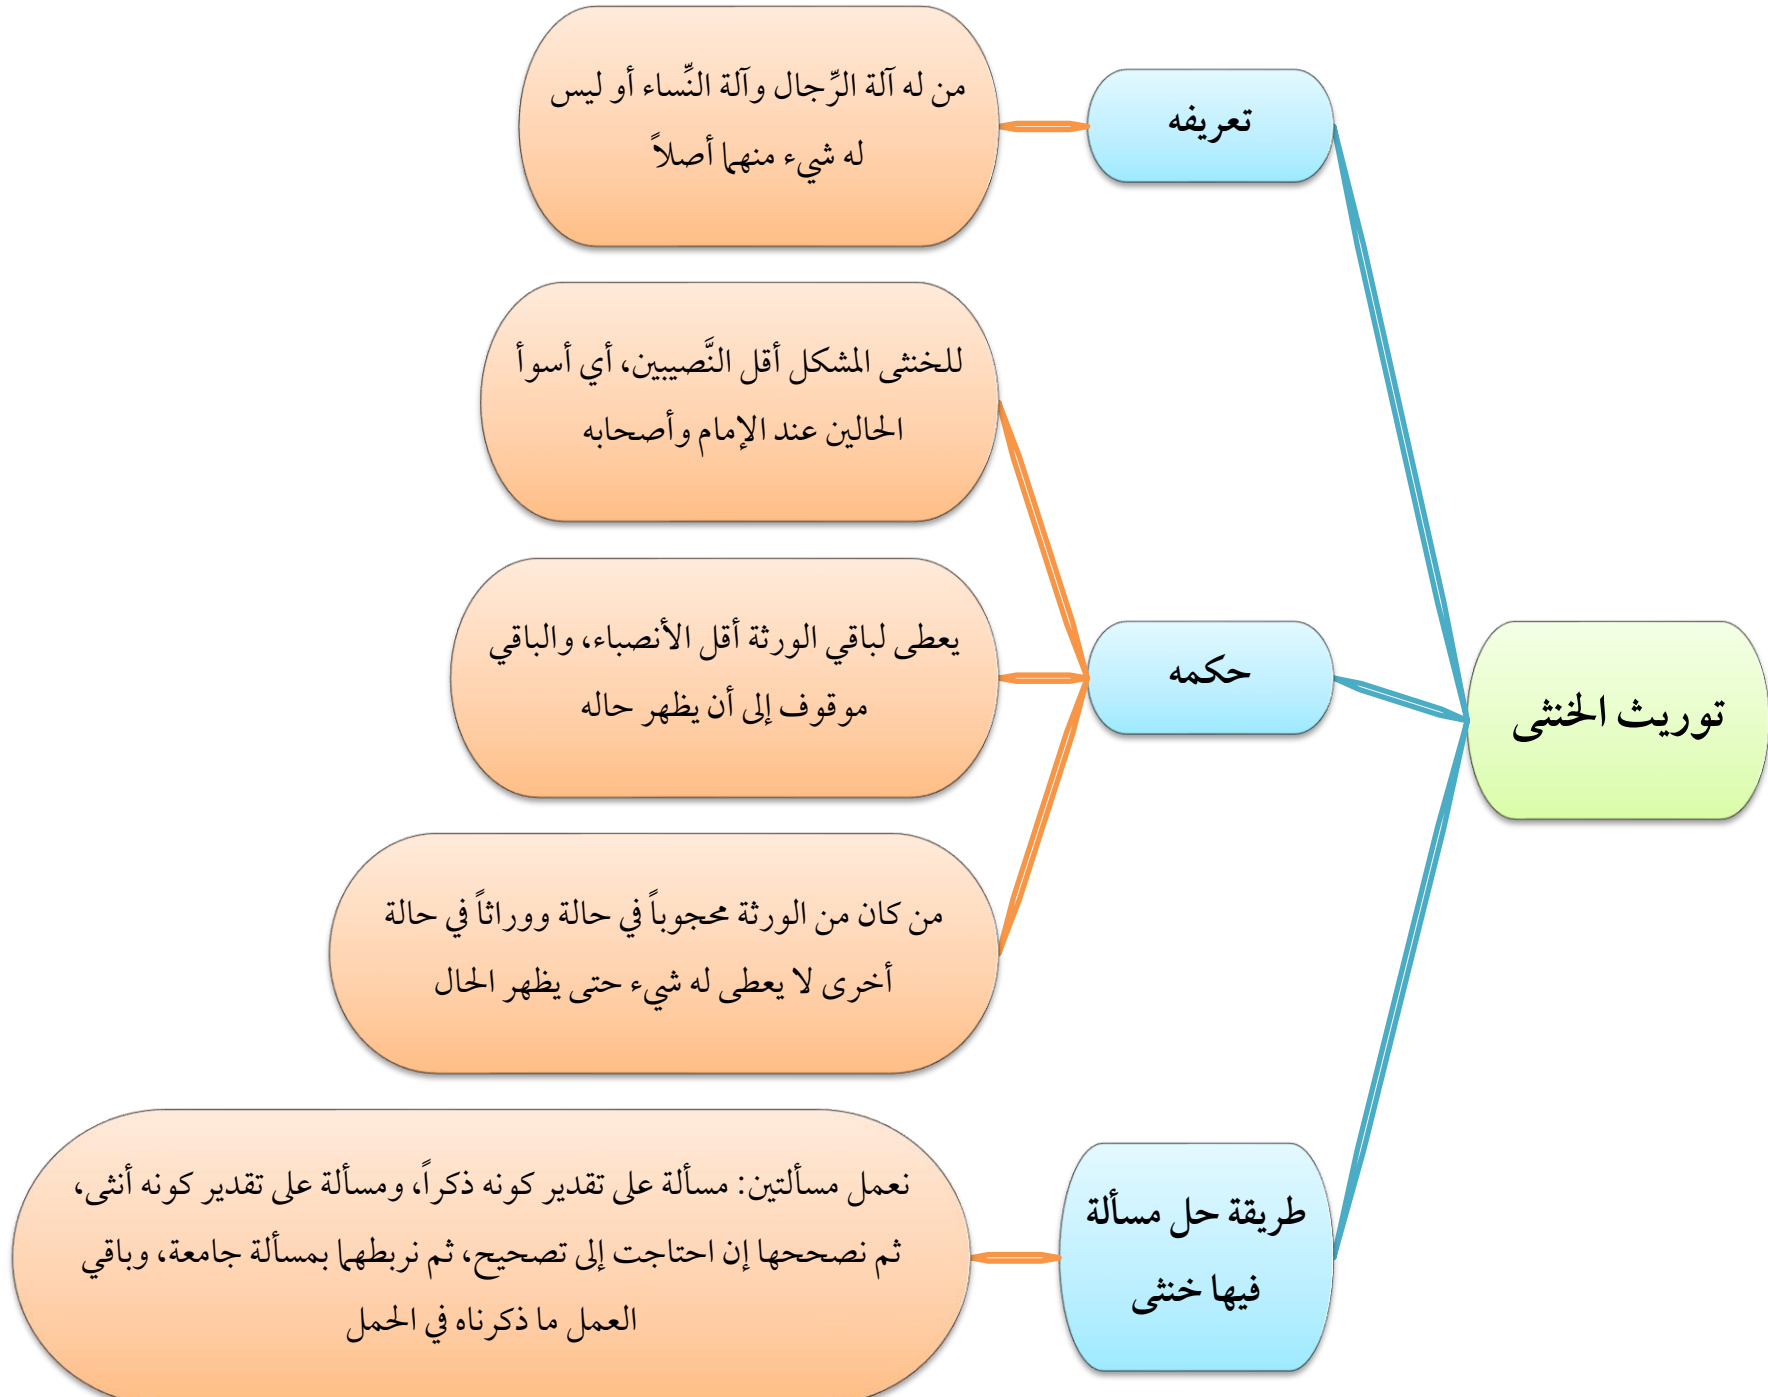 توريث الخنثى
تعريفه
من له آلة الرِّجال وآلة النِّساء أو ليس
له شيء منهما أصلاً
حكمه
للخنثى المشكل أقل النَّصيبين، أي أسوأ
الحالين عند الإمام وأصحابه
يعطى لباقي الورثة أقل الأنصباء، والباقي
موقوف إلى أن يظهر حاله
من كان من الورثة محجوباً في حالة ووراثاً في حالة
أخرى لا يعطى له شيء حتى يظهر الحال
طريقة حل مسألة
فيها خنثى
نعمل مسألتين: مسألة على تقدير كونه ذكراً، ومسألة على تقدير كونه أنثى،
ثم نصححها إن احتاجت إلى تصحيح، ثم نربطهما بمسألة جامعة، وباقي
العمل ما ذكرناه في الحمل